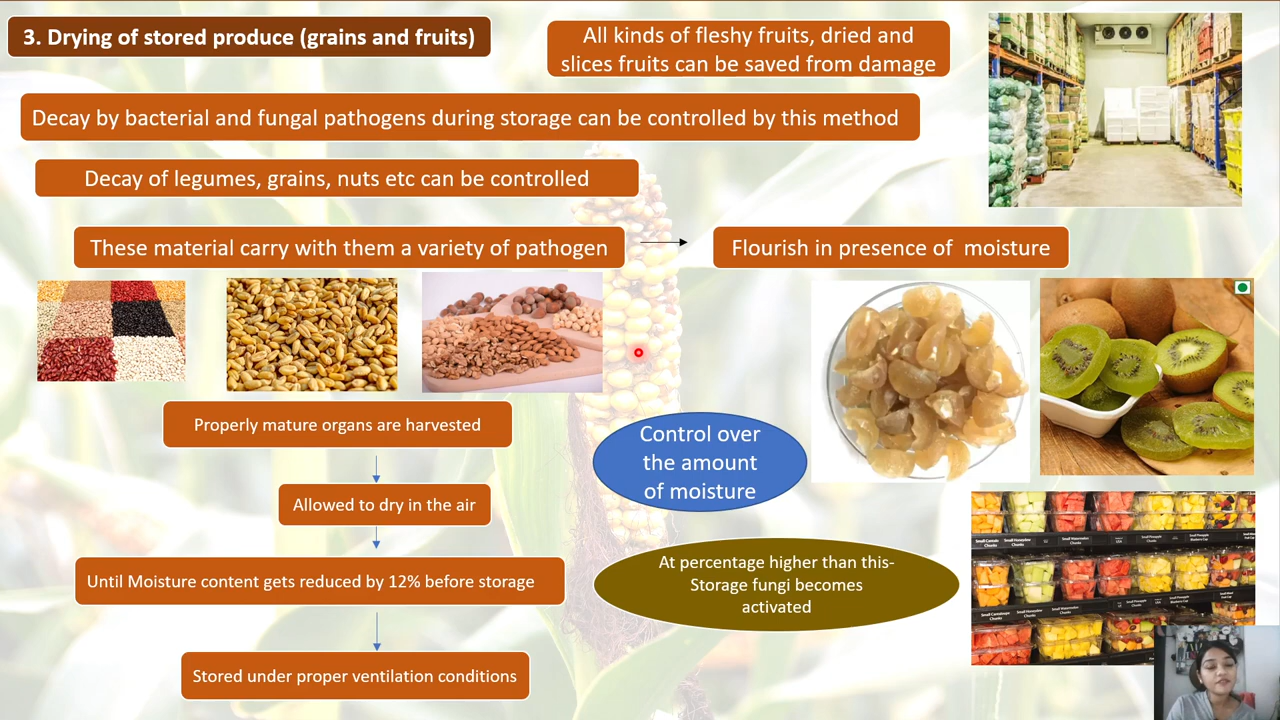 3. Drying of stored produce (grains and fruits)
All kinds of fleshy fruits, dried and
slices fruits can be saved from damage
Decay by bacterial and fungal pathogens during storage can be controlled by this method
Decay of legumes, grains, nuts etc can be controlled
These material carry with them a variety of pathogen
Flourish in presence of moisture
Properly mature organs are harvested
Allowed to dry in the air
Until Moisture content gets reduced by 12% before storage
Stored under proper ventilation conditions
Control over
the amount
of moisture
At percentage higher than this-
Storage fungi becomes
activated